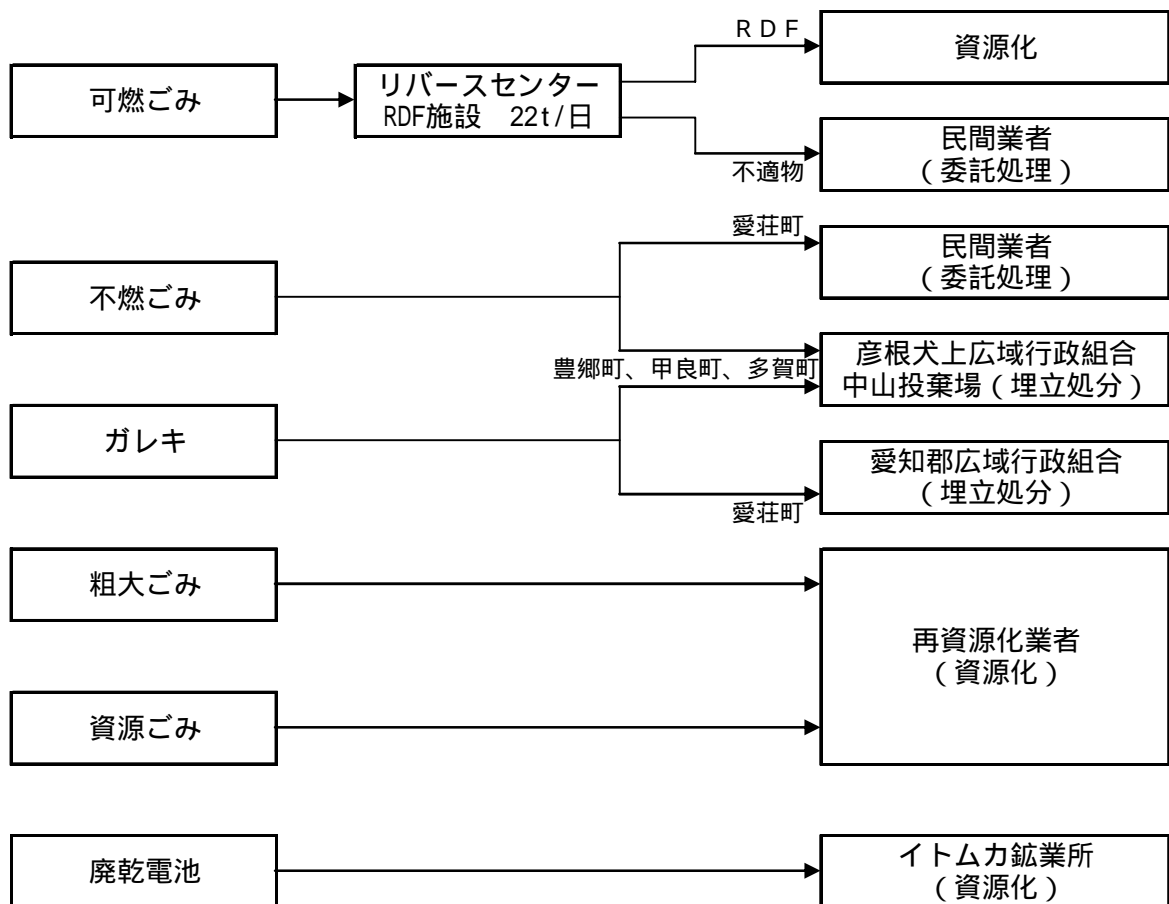 ＲＤＦ
資源化
可燃ごみ
リバースセンター
RDF施設　22t/日
民間業者
（委託処理）
不適物
愛荘町
民間業者
（委託処理）
不燃ごみ
豊郷町、甲良町、多賀町
彦根犬上広域行政組合
中山投棄場（埋立処分）
ガレキ
愛知郡広域行政組合
（埋立処分）
愛荘町
粗大ごみ
再資源化業者
（資源化）
資源ごみ
廃乾電池
イトムカ鉱業所
（資源化）